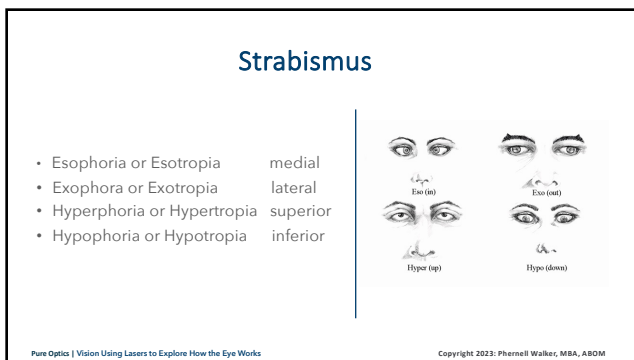 Strabismus
• Esophoria or Esotropia medial
• Exophora or Exotropia lateral
• Hyperphoria or Hypertropia superior
• Hypophoria or Hypotropia inferior
Eso (in) Exo (out)
Hyper (up) Hypo (down)
Pure Optics | Vision Using Lasers to Explore How the Eye Works Copyright 2023: Phernell Walker, MBA, ABOM